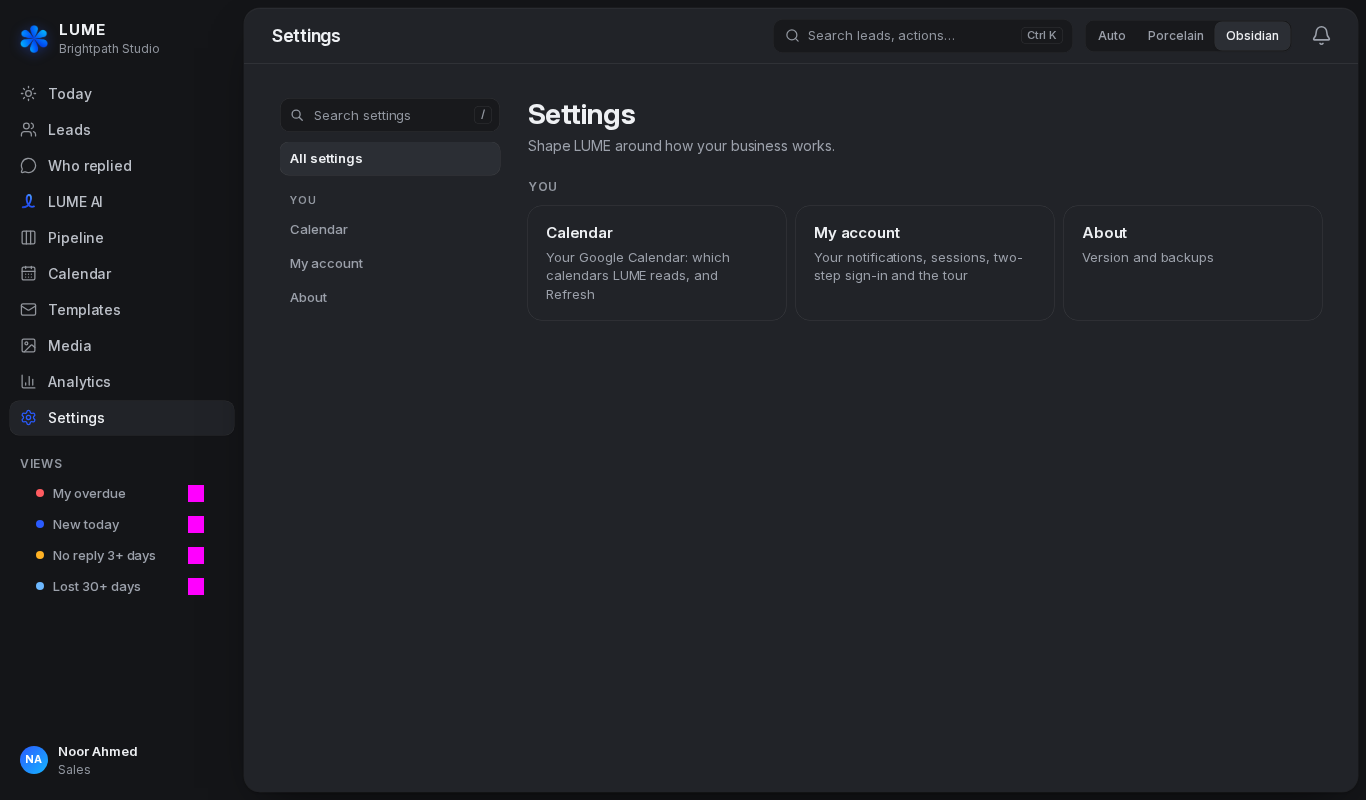 LUME
Brightpath Studio
Today
Leads
Who replied
LUME AI
Pipeline
Calendar
Templates
Media
Analytics
Settings
VIEWS
My overdue
New today
No reply 3+ days
Lost 30+ days
NA
Noor Ahmed
Sales
Settings
Search leads, actions…
Ctrl K
Auto
Porcelain
Obsidian
Search settings
/
All settings
YOU
Calendar
My account
About
Settings
Shape LUME around how your business works.
YOU
Calendar
Your Google Calendar: which
calendars LUME reads, and
Refresh
My account
Your notifications, sessions, two-
step sign-in and the tour
About
Version and backups